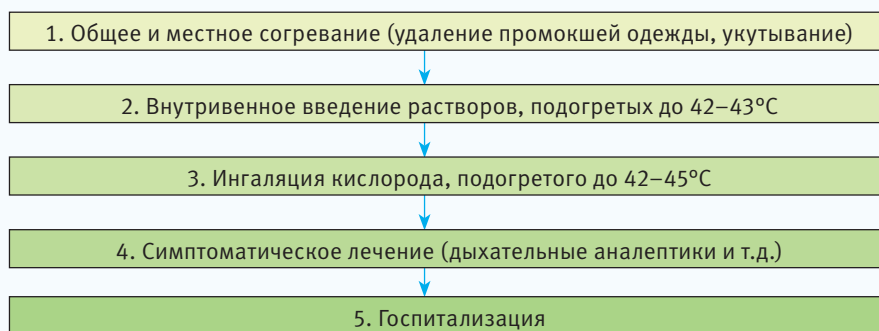 1. Общее и местное согревание (удаление промокшей одежды, укутывание)
2. Внутривенное введение растворов, подогретых до 42–43°С
3. Ингаляция кислорода, подогретого до 42–45°С
4. Симптоматическое лечение (дыхательные аналептики и т.д.)
5. Госпитализация